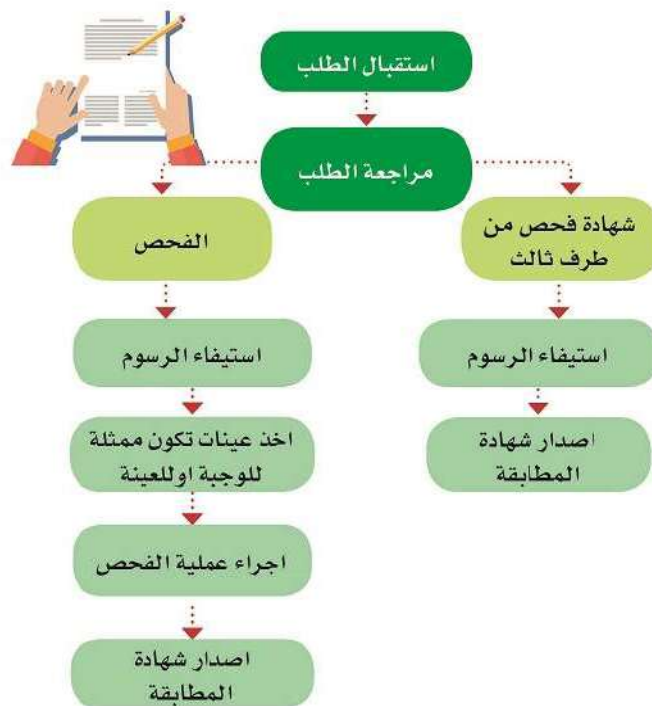 استقبال الطلب
مراجعة الطلب
شهادة فحص من
طرف ثالث
استيفاء الرسوم
اصدار شهادة
المطابقة
الفحص
استيفاء الرسوم
اخذ عينات تكون ممثلة
للوجبة اوللعينة
اجراء عملية الفحص
اصدار شهادة
المطابقة